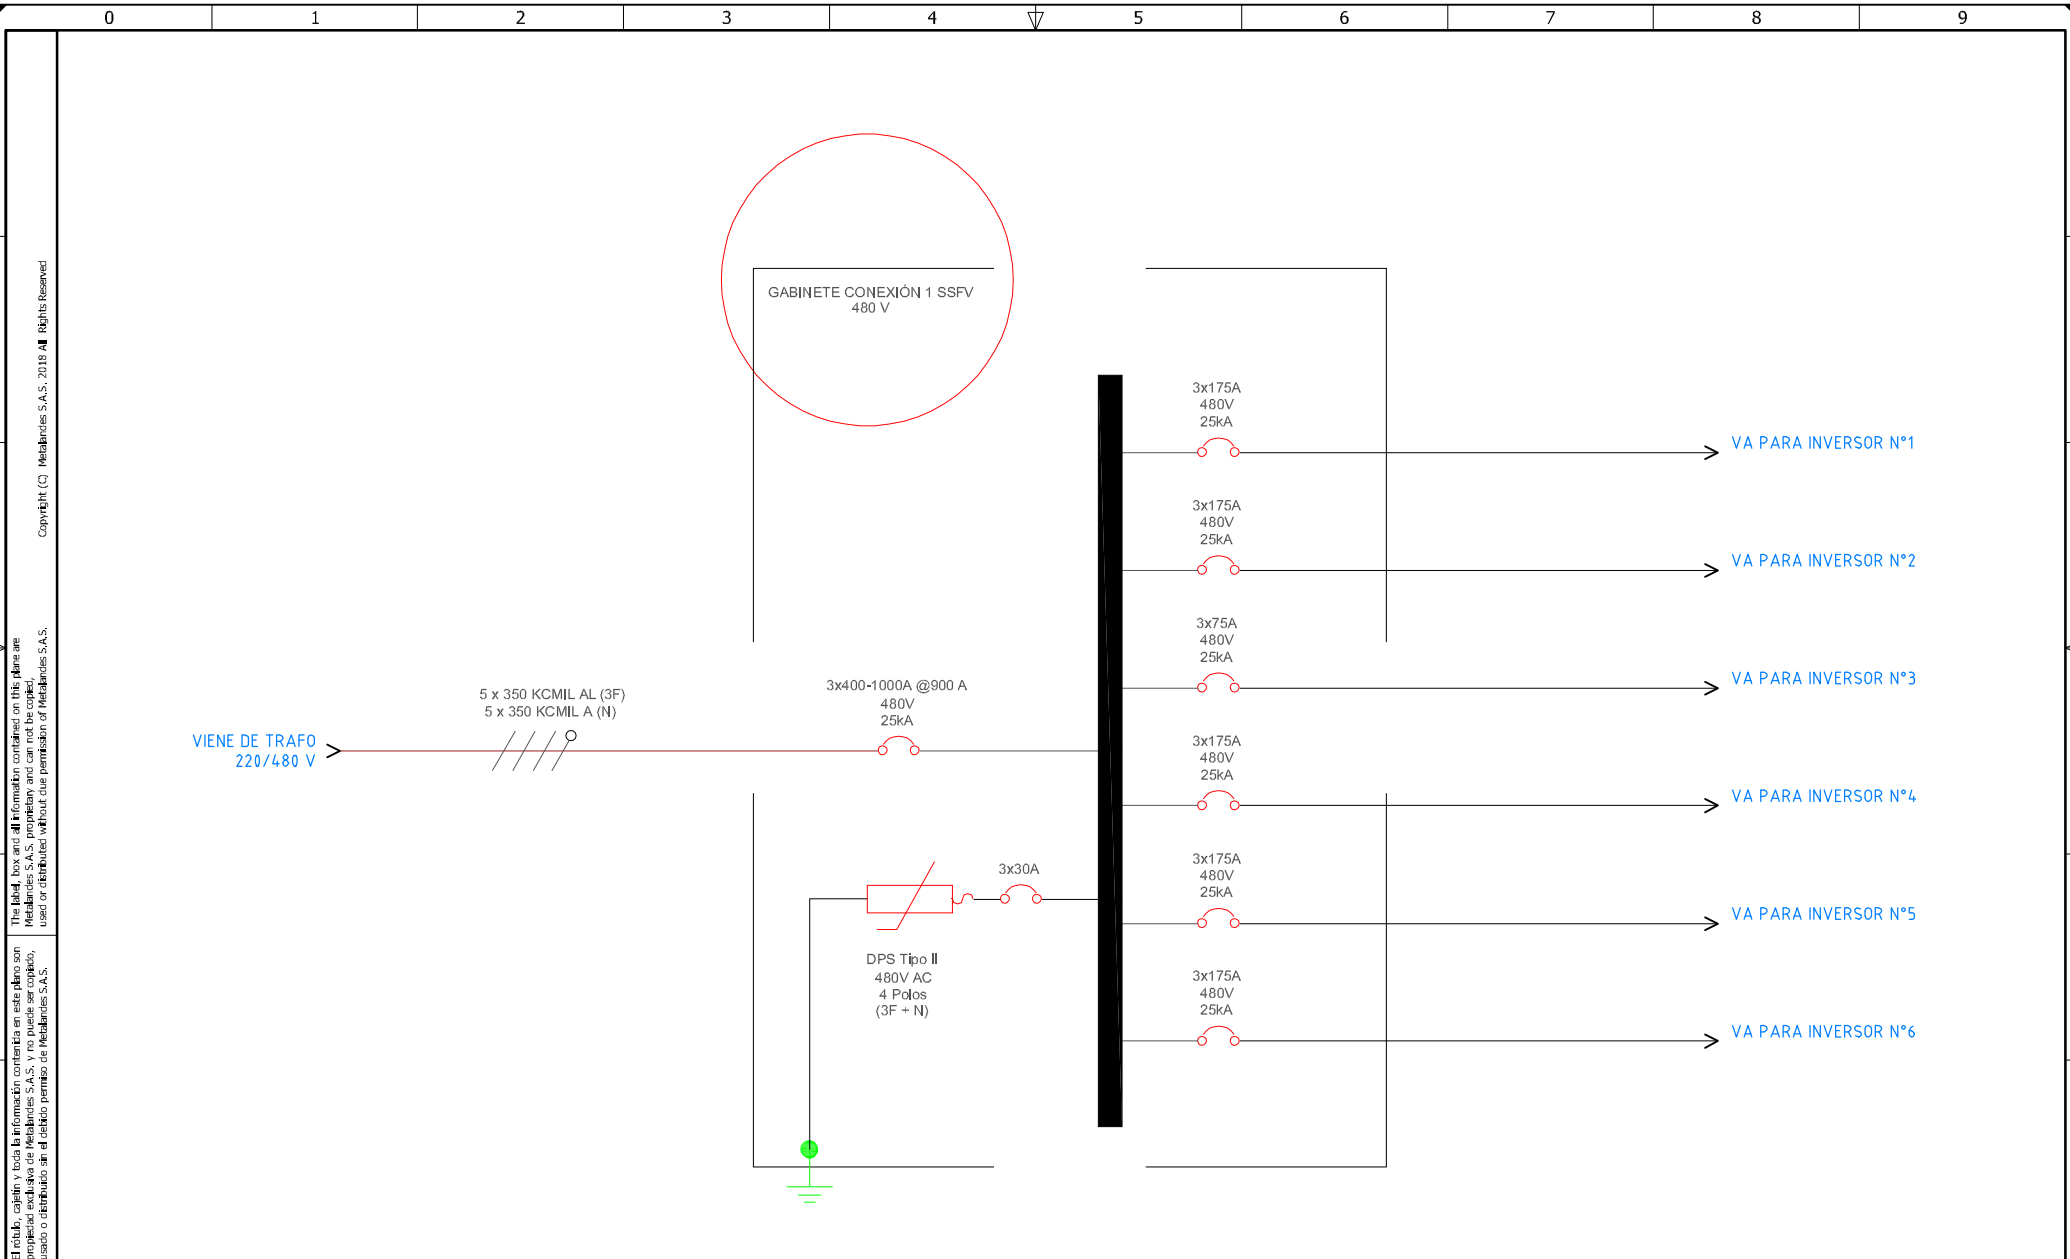 0 1 2 3 4 5 6 7 8 9
GABINETE CONEXIÓN 1 SSFV
480 V
3x175A
480V
25kA
VA PARA INVERSOR N°1
3x175A
480V
25kA
VA PARA INVERSOR N°2
3x75A
480V
25kA
VA PARA INVERSOR N°3
5 x 350 KCMIL AL (3F)
5 x 350 KCMIL A (N)
VIENE DE TRAFO
220/480 V
3x400-1000A @900 A
480V
25kA
3x175A
480V
25kA
VA PARA INVERSOR N°4
3x30A
DPS Tipo II
480V AC
4 Polos
(3F + N)
3x175A
480V
25kA
VA PARA INVERSOR N°5
3x175A
480V
25kA
VA PARA INVERSOR N°6
El rótulo, cajetín y toda la información contenida en este plano son
propiedad exclusiva de Metalandes S.A.S. y no puede ser copiado,
usado o distribuido sin el debido permiso de Metalandes S.A.S.
The label, box and all information contained on this plane are
Metalandes S.A.S. proprietary and can not be copied,
used or distributed without due permission of Metalandes S.A.S.
Copyright (C) Metalandes S.A.S. 2018 All Rights Reserved